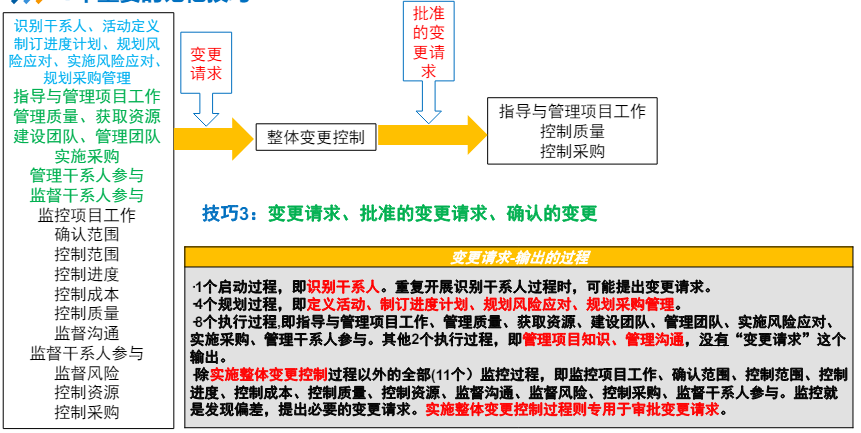 识别干系人、活动定义
制订进度计划、规划风
险应对、实施风险应对、
规划采购管理
指导与管理项目工作
管理质量、获取资源
建设团队、管理团队
实施采购
管理干系人参与
监督干系人参与
监控项目工作
确认范围
控制范围
控制进度
控制成本
控制质量
监督沟通
监督干系人参与
监督风险
控制资源
控制采购
变更
请求
整体变更控制
批准
的变
更请
求
指导与管理项目工作
控制质量
控制采购
技巧3：变更请求、批准的变更请求、确认的变更
变更请求-输出的过程
·1个启动过程，即识别干系人。重复开展识别干系人过程时，可能提出变更请求。
·4个规划过程，即定义活动、制订进度计划、规划风险应对、规划采购管理。
·8个执行过程,即指导与管理项目工作、管理质量、获取资源、建设团队、管理团队、实施风险应对、
实施采购、管理干系人参与。其他2个执行过程，即管理项目知识、管理沟通，没有“变更请求”这个
输出。
·除实施整体变更控制过程以外的全部(11个）监控过程，即监控项目工作、确认范围、控制范围、控制
进度、控制成本、控制质量、控制资源、监督沟通、监督风险、控制采购、监督干系人参与。监控就
是发现偏差，提出必要的变更请求。实施整体变更控制过程则专用于审批变更请求。